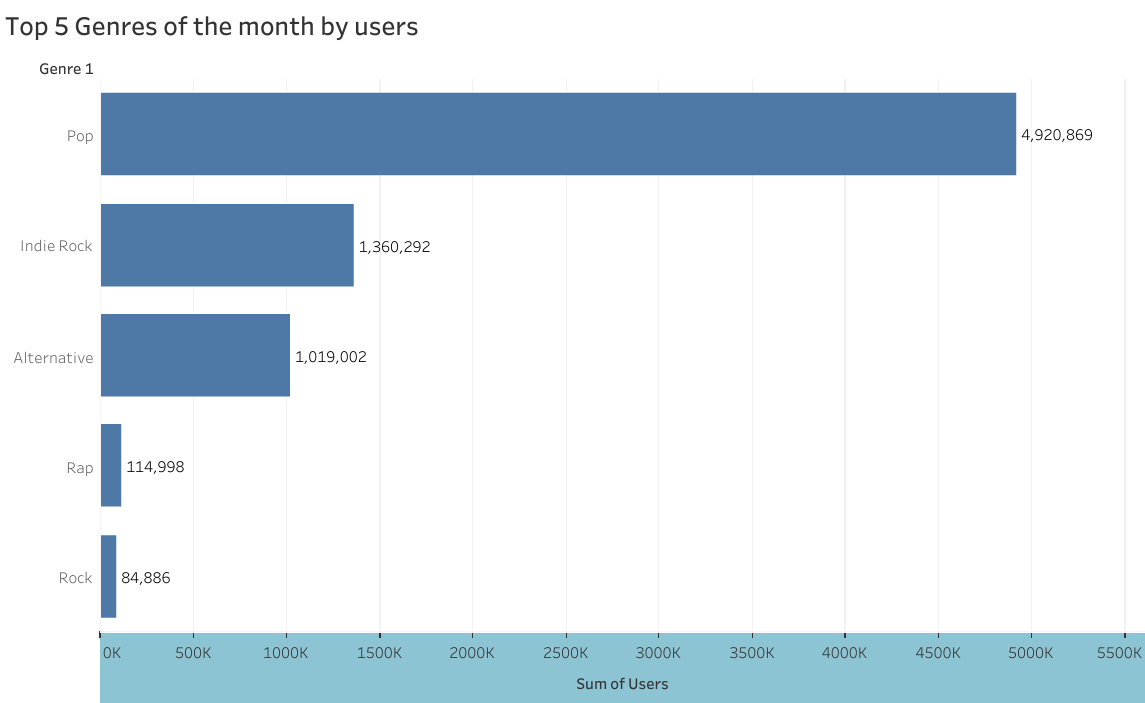 Top 5 Genres of the month by users
Genre 1
Pop 4,920,869
Indie Rock 1,360,292
Alternative 1,019,002
Rap 114,998
Rock 84,886
0K 500K 1000K 1500K 2000K 2500K 3000K 3500K 4000K 4500K 5000K 5500K
Sum of Users